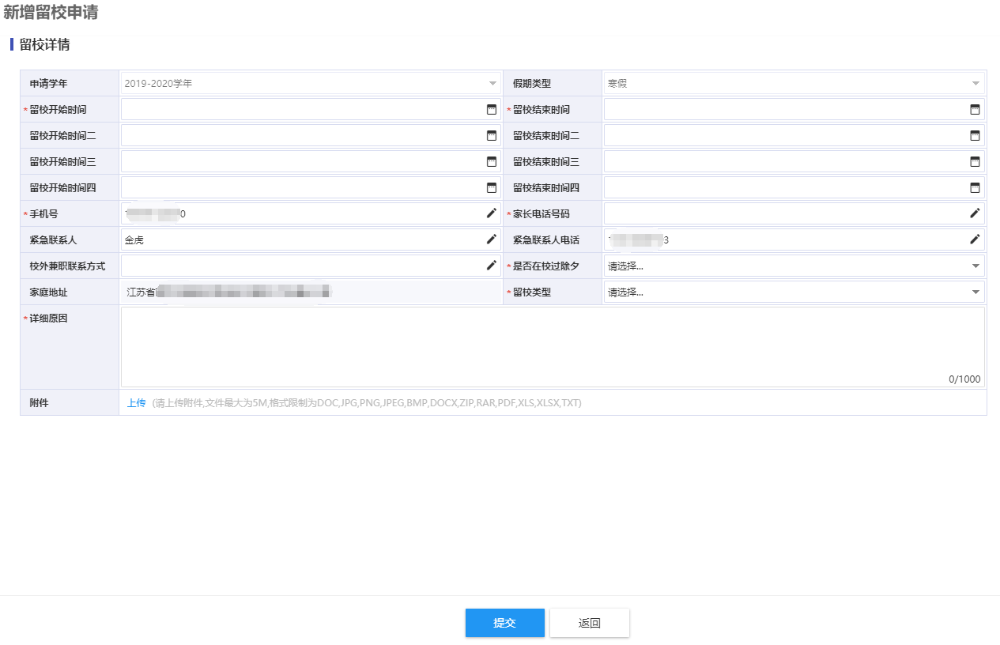 新增留校申请
留校详情
申请学年 2019-2020学年 假期类型 寒假
*留校开始时间 *留校结束时间
留校开始时间二 留校结束时间二
留校开始时间三 留校结束时间三
留校开始时间四 留校结束时间四
*手机号 0 *家长电话号码
紧急联系人 金虎 紧急联系人电话 3
校外兼职联系方式 *是否在校过除夕 请选择...
家庭地址 江苏省 *留校类型 请选择...
*详细原因
0/1000
附件 上传 (请上传附件,文件最大为5M,格式限制为DOC,JPG,PNG,JPEG,BMP,DOCX,ZIP,RAR,PDF,XLS,XLSX,TXT)
提交 返回